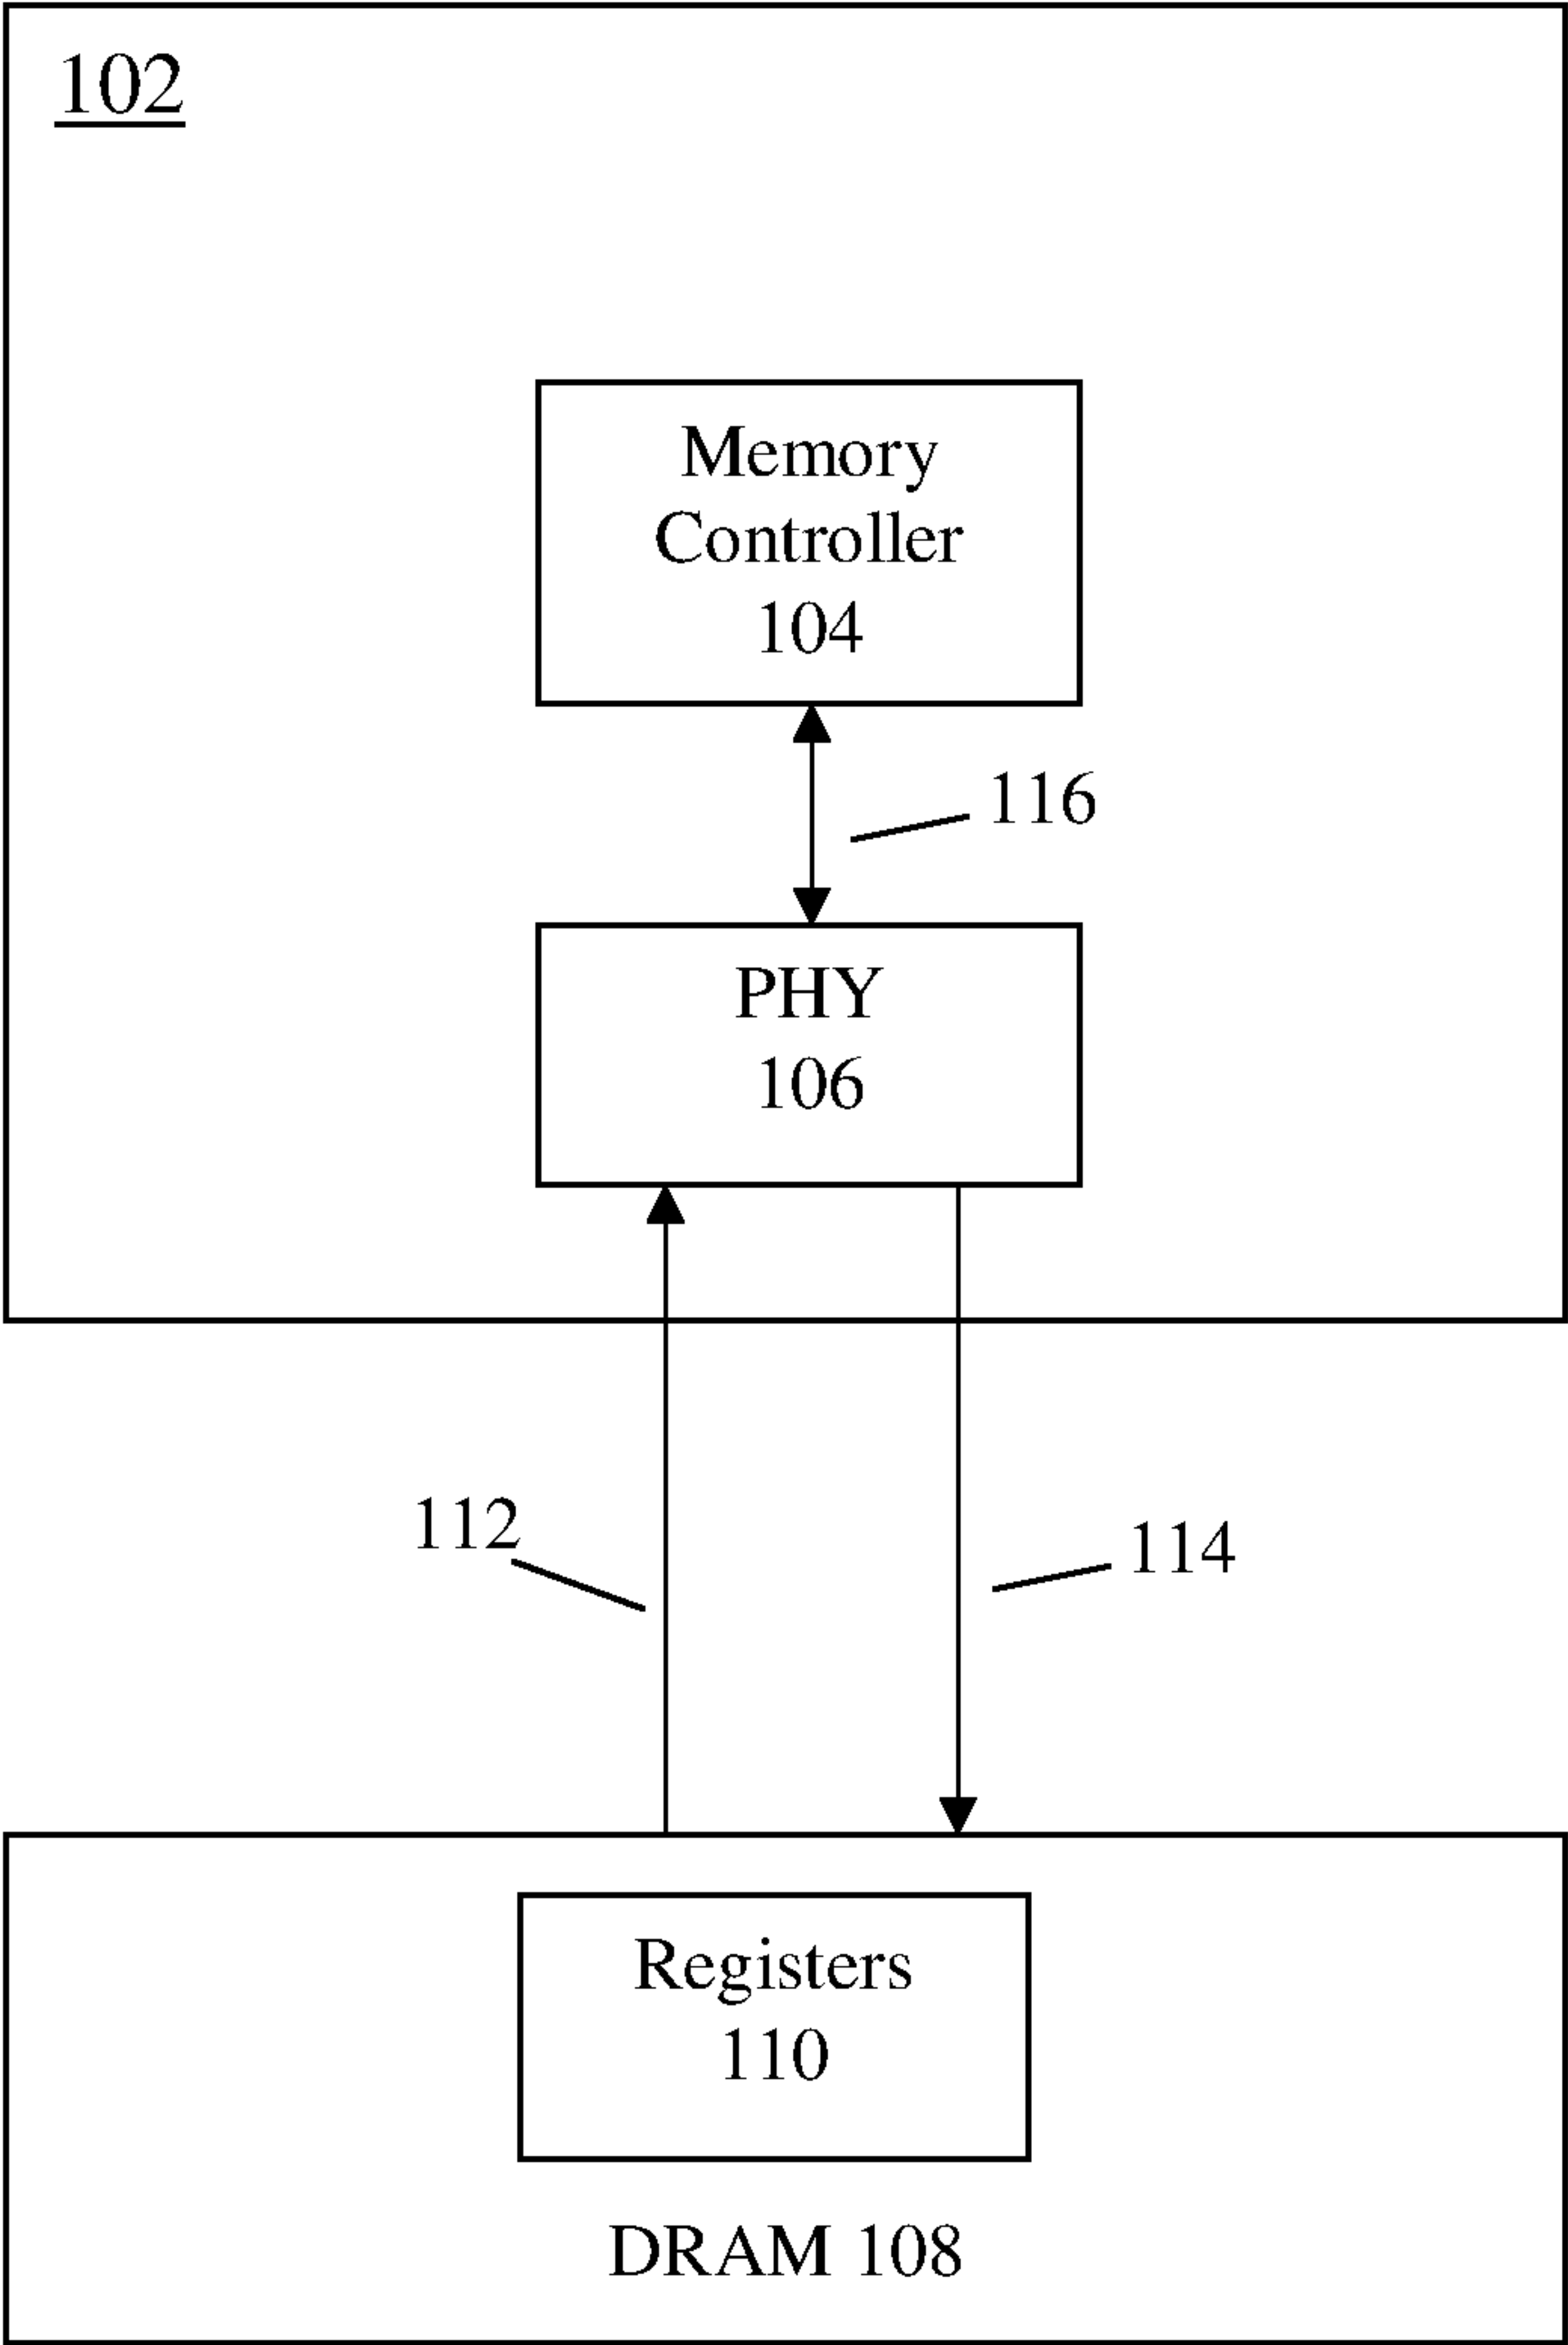 102
Memory
Controller
104
116
PHY
106
112
114
Registers
110
DRAM 108